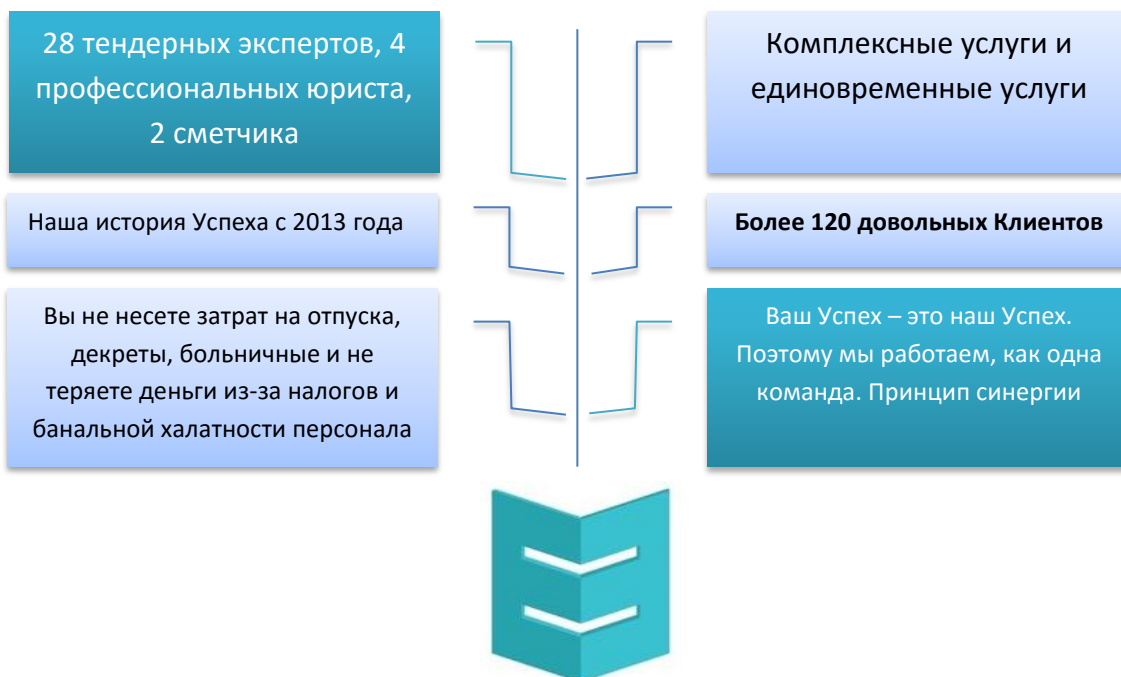 28 тендерных экспертов, 4
профессиональных юриста,
2 сметчика
Комплексные услуги и
единовременные услуги
Наша история Успеха с 2013 года
Более 120 довольных Клиентов
Вы не несете затрат на отпуска,
декреты, больничные и не
теряете деньги из-за налогов и
банальной халатности персонала
Ваш Успех – это наш Успех.
Поэтому мы работаем, как одна
команда. Принцип синергии